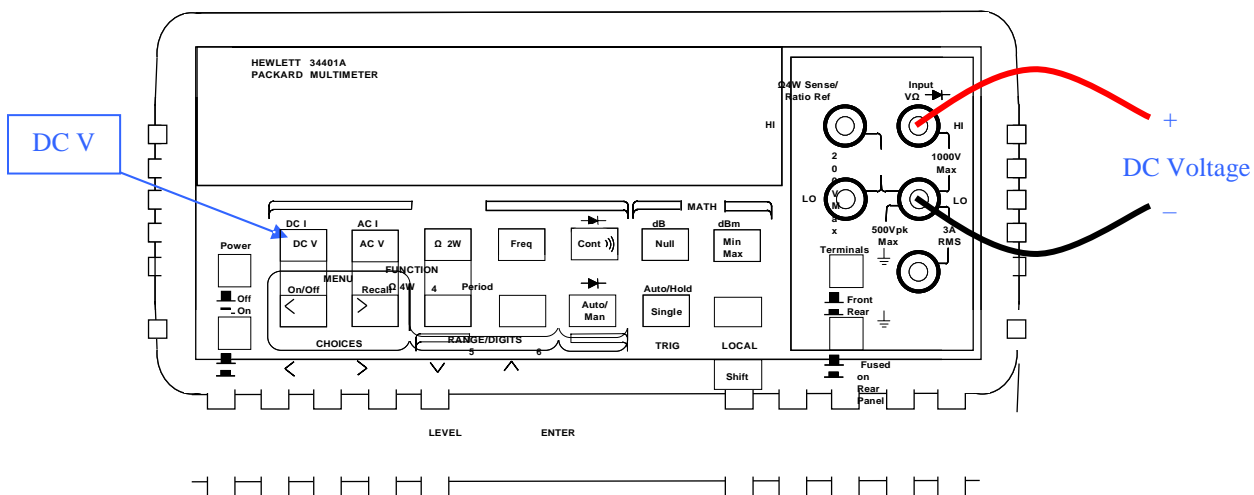 HEWLETT 34401A
PACKARD MULTIMETER
DC V
Ω4W Sense/
Ratio Ref
Input
VΩ
HI
HI
+
200VMax
1000V
Max
DC Voltage
LO
LO
–
500Vpk
Max
3A
RMS
MATH
DC I
AC I
dB
dBm
Power
DC V
AC V
Ω 2W
Freq
Cont
Null
Min
Max
Terminals
FUNCTION
MENU
Ω 4W
4
Period
Auto/Hold
On/Off
Recall
Off
On
<
>
Auto/
Man
Single
Front
Rear
CHOICES
RANGE/DIGITS
5
6
TRIG
LOCAL
<
>
Shift
Fused
on
Rear
Panel
LEVEL
ENTER